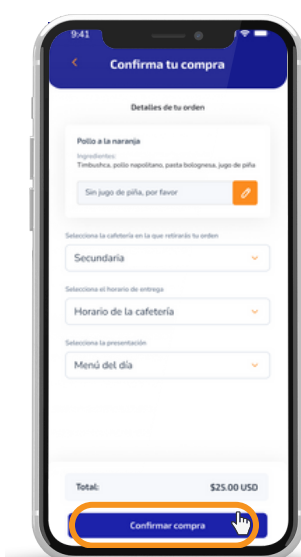 9:41
Confirma tu compra
Detalles de tu orden
Pollo a la naranja
Ingredientes:
Timbushca, pollo napolitano, pasta bolognesa, jugo de piña
Sin jugo de piña, por favor
Selecciona la cafetería en la que retirarás tu orden
Secundaria
Selecciona el horario de entrega
Horario de la cafetería
Selecciona la presentación
Menú del día
Total: $25.00 USD
Confirmar compra